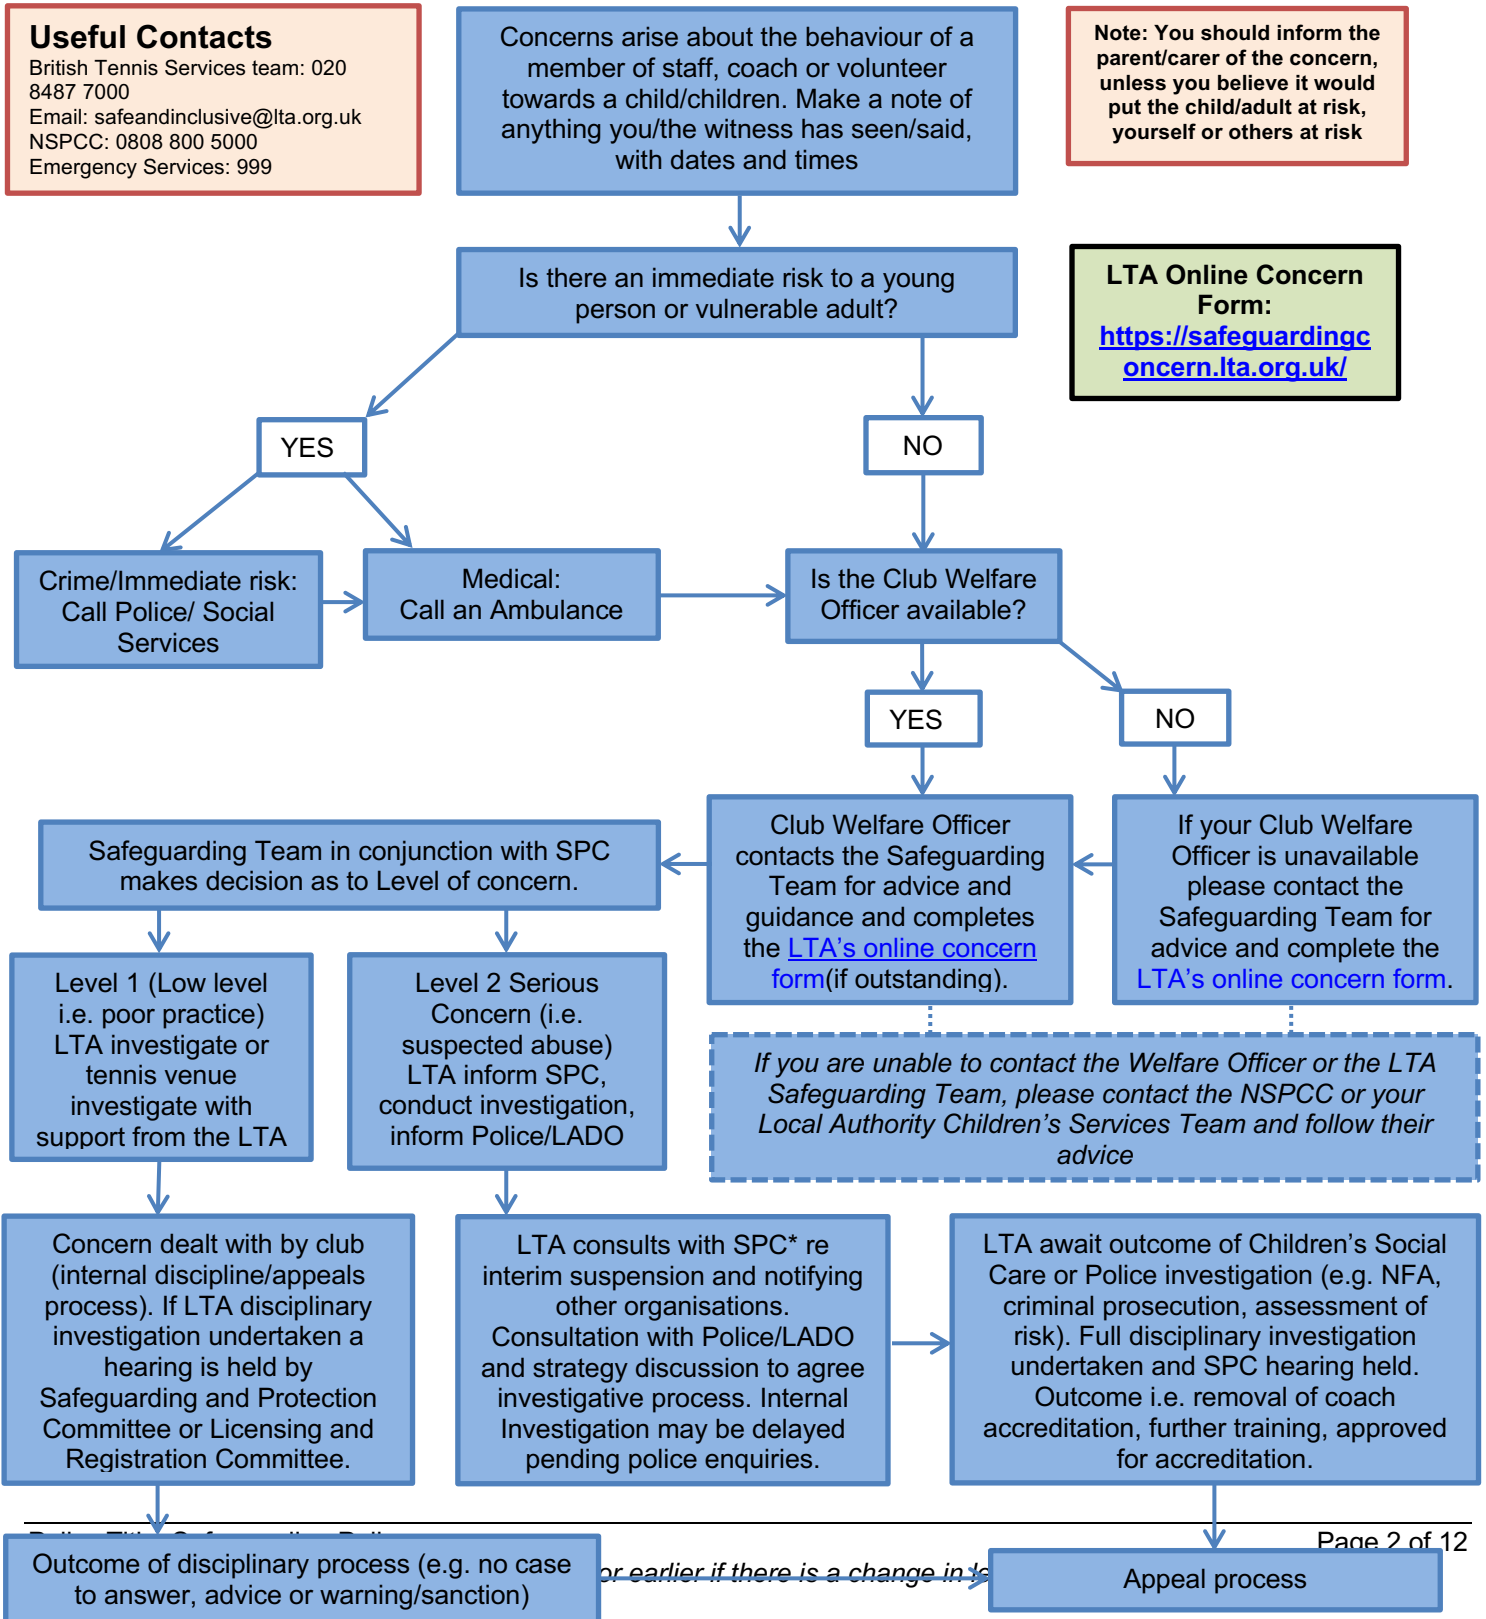 Useful Contacts
British Tennis Services team: 020
8487 7000
Email: safeandinclusive@lta.org.uk
NSPCC: 0808 800 5000
Emergency Services: 999
Concerns arise about the behaviour of a
member of staff, coach or volunteer
towards a child/children. Make a note of
anything you/the witness has seen/said,
with dates and times
Note: You should inform the
parent/carer of the concern,
unless you believe it would
put the child/adult at risk,
yourself or others at risk
Is there an immediate risk to a young
person or vulnerable adult?
LTA Online Concern
Form:
https://safeguardingc
oncern.lta.org.uk/
YES
NO
Crime/Immediate risk:
Call Police/ Social
Services
Medical:
Call an Ambulance
Is the Club Welfare
Officer available?
YES
NO
Safeguarding Team in conjunction with SPC
makes decision as to Level of concern.
Club Welfare Officer
contacts the Safeguarding
Team for advice and
guidance and completes
the LTA's online concern
form(if outstanding).
If your Club Welfare
Officer is unavailable
please contact the
Safeguarding Team for
advice and complete the
LTA's online concern form.
Level 1 (Low level
i.e. poor practice)
LTA investigate or
tennis venue
investigate with
support from the LTA
Level 2 Serious
Concern (i.e.
suspected abuse)
LTA inform SPC,
conduct investigation,
inform Police/LADO
If you are unable to contact the Welfare Officer or the LTA
Safeguarding Team, please contact the NSPCC or your
Local Authority Children's Services Team and follow their
advice
Concern dealt with by club
(internal discipline/appeals
process). If LTA disciplinary
investigation undertaken a
hearing is held by
Safeguarding and Protection
Committee or Licensing and
Registration Committee.
LTA consults with SPC* re
interim suspension and notifying
other organisations.
Consultation with Police/LADO
and strategy discussion to agree
investigative process. Internal
Investigation may be delayed
pending police enquiries.
LTA await outcome of Children's Social
Care or Police investigation (e.g. NFA,
criminal prosecution, assessment of
risk). Full disciplinary investigation
undertaken and SPC hearing held.
Outcome i.e. removal of coach
accreditation, further training, approved
for accreditation.
Page 2 of 12
Outcome of disciplinary process (e.g. no case
to answer, advice or warning/sanction)
or earlier if there is a change in
Appeal process